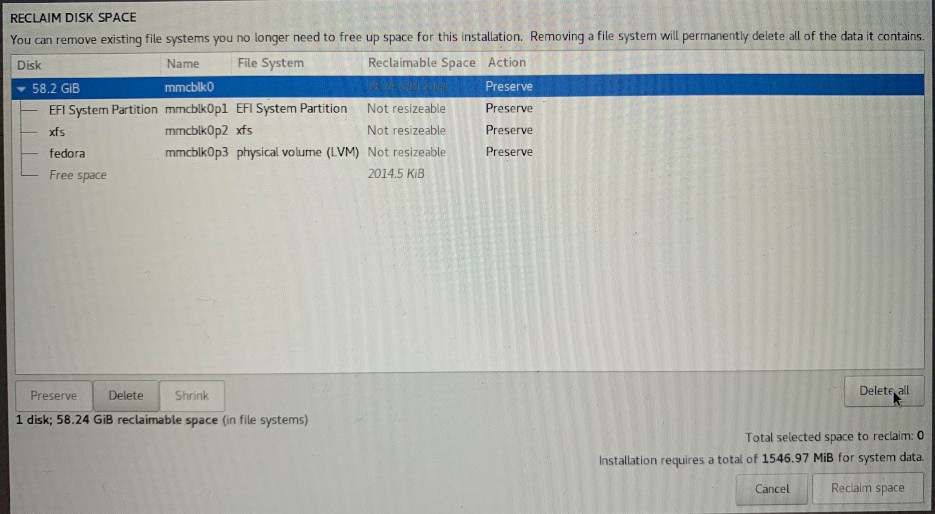 RECLAIM DISK SPACE
You can remove existing file systems you no longer need to free up space for this installation. Removing a file system will permanently delete all of the data it contains.
Disk Name File System Reclaimable Space Action
58.2 GiB mmcblk0 Preserve
EFI System Partition mmcblk0p1 EFI System Partition Not resizeable Preserve
xfs mmcblk0p2 xfs Not resizeable Preserve
fedora mmcblk0p3 physical volume (LVM) Not resizeable Preserve
Free space 2014.5 KiB
Preserve Delete Shrink Delete all
1 disk; 58.24 GiB reclaimable space (in file systems)
Total selected space to reclaim: 0
Installation requires a total of 1546.97 MiB for system data.
Cancel Reclaim space